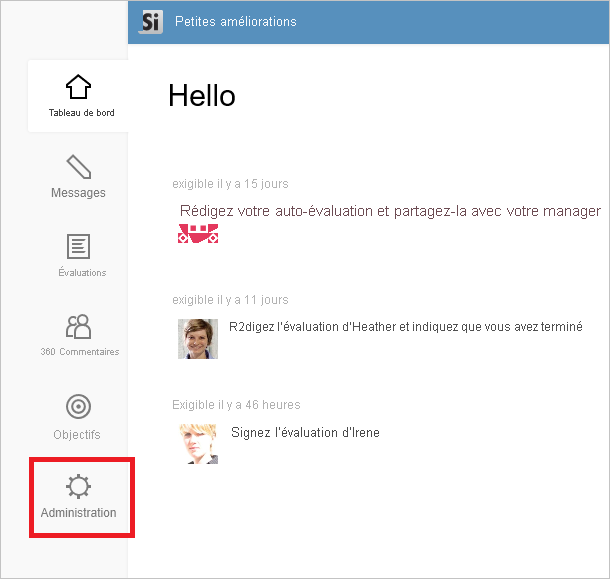 Si Petites améliorations
Tableau de bord
Messages
Évaluations
360 Commentaires
Objectifs
Administration
Hello
exigible il y a 15 jours
Rédigez votre auto-évaluation et partagez-la avec votre manager
exigible il y a 11 jours
R2digez l'évaluation d'Heather et indiquez que vous avez terminé
Exigible il y a 46 heures
Signez l'évaluation d'Irene